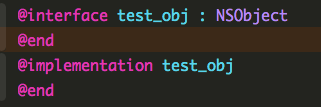 @interface test_obj : NSObject
@end
@implementation test_obj
@end